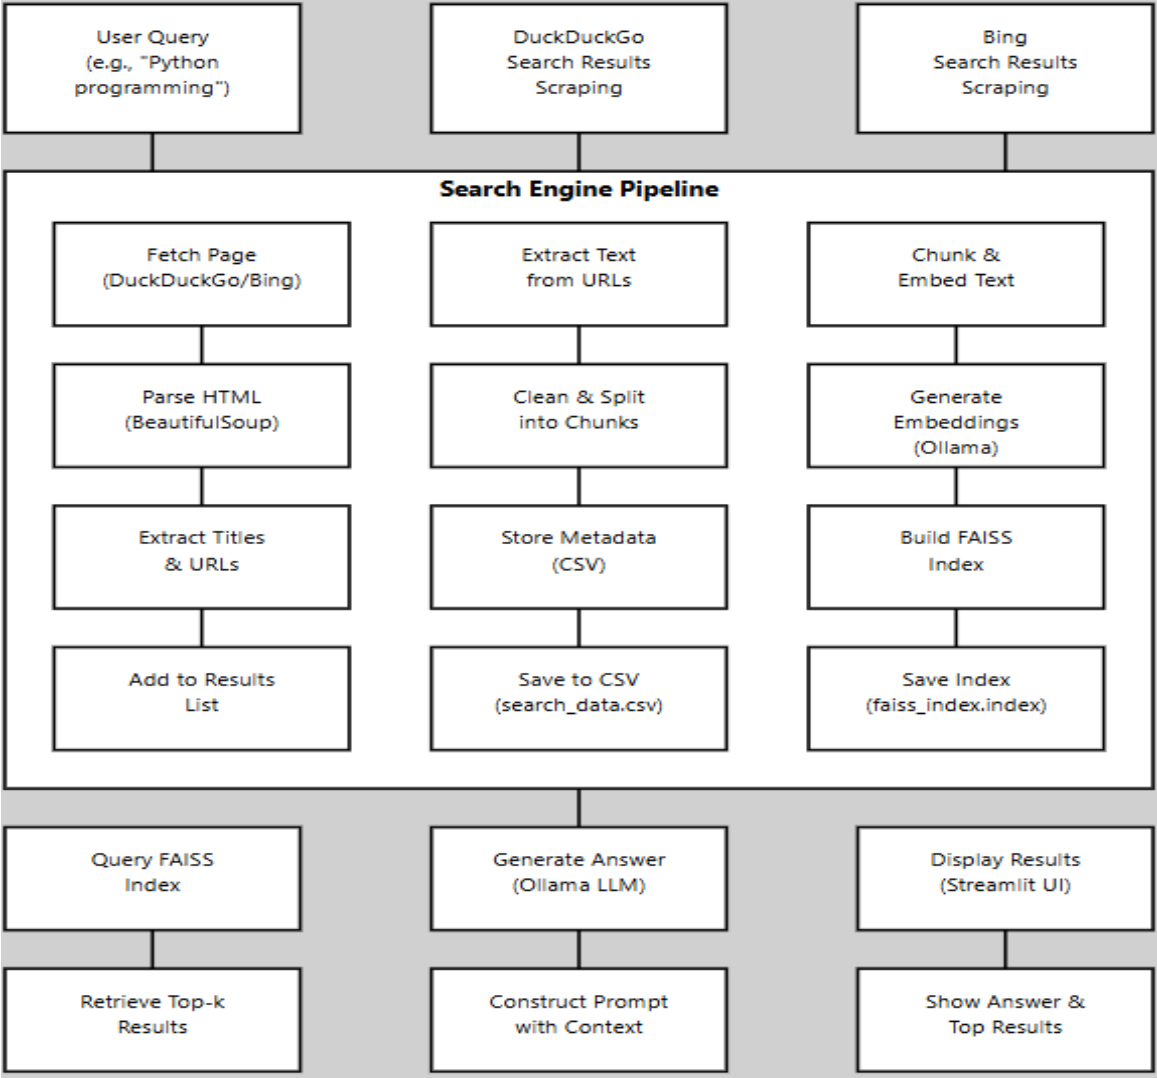 User Query
(e.g., "Python
programming")
DuckDuckGo
Search Results
Scraping
Bing
Search Results
Scraping
Search Engine Pipeline
Fetch Page
(DuckDuckGo/Bing)
Extract Text
from URLs
Chunk &
Embed Text
Parse HTML
(BeautifulSoup)
Clean & Split
into Chunks
Generate
Embeddings
(Ollama)
Extract Titles
& URLs
Store Metadata
(CSV)
Build FAISS
Index
Add to Results
List
Save to CSV
(search_data.csv)
Save Index
(faiss_index.index)
Query FAISS
Index
Generate Answer
(Ollama LLM)
Display Results
(Streamlit UI)
Retrieve Top-k
Results
Construct Prompt
with Context
Show Answer &
Top Results